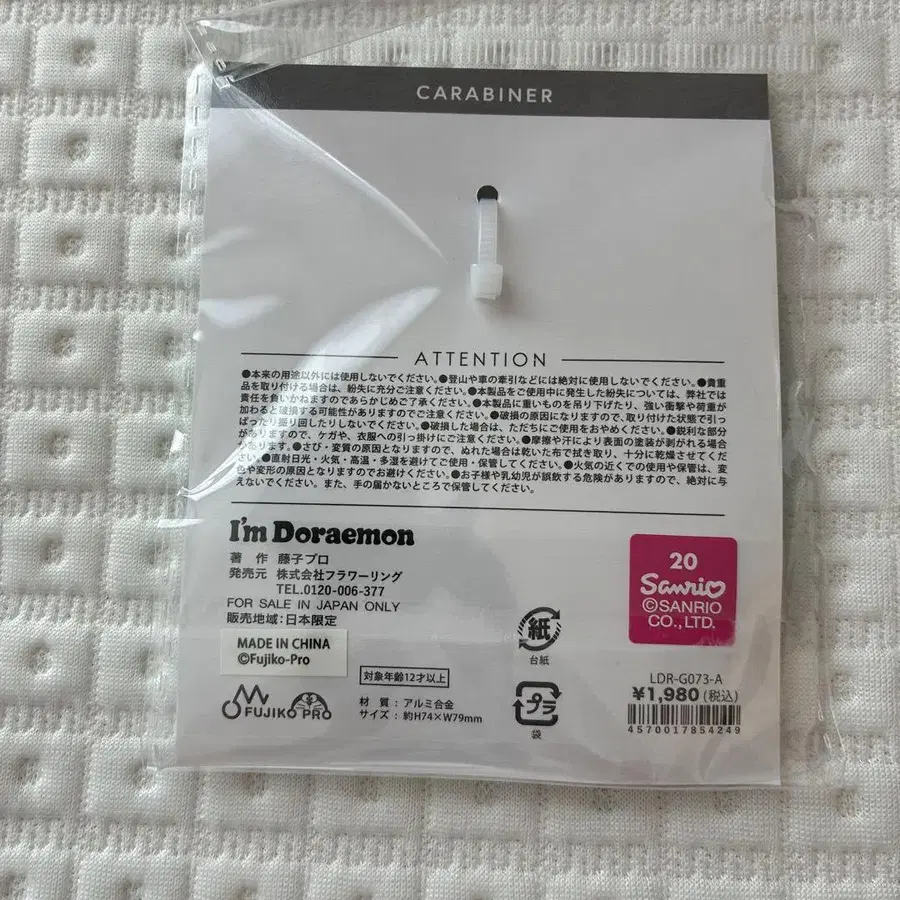 CARABINER
ATTENTION
●本来の用途以外には使用しないでください。●登山や車の牽引などには絶対に使用しないでください。●貴重
品を取り付ける場合は、紛失に充分ご注意ください。●本製品をご使用中に発生した紛失については、弊社では
責任を負いかねますのであらかじめご了承ください。●本製品に重いものを吊り下げたり、強い衝撃や荷重が
加わると破損する可能性がありますのでご注意ください。●破損の原因になりますので、取り付けた状態で引っ
ぱったり振り回したりしないでください。●破損した場合は、ただちにご使用をおやめください。●鋭利な部分
がありますので、ケガや、衣服への引っ掛けにご注意ください。●摩擦や汗により表面の塗装が剥がれる場合
があります。●さび・変質の原因となりますので、ぬれた場合は乾いた布で拭き取り、十分に乾燥させてくだ
さい。●直射日光・火気・高温・多湿を避けてご使用・保管してください。●火気の近くでの使用や保管は、変
色や変形の原因となりますのでお避けください。●お子様や乳幼児が誤飲する危険がありますので、絶対に与
えないでください。また、手の届かないところで保管してください。
I'm Doraemon
著 作 藤子プロ
発売元 株式会社フラワーリング
TEL.0120-006-377
FOR SALE IN JAPAN ONLY
販売地域:日本限定
MADE IN CHINA
©Fujiko-Pro
FUJIKO PRO
対象年齢12才以上
材 質 : アルミ合金
サイズ : 約H74×W79mm
紙
台紙
プラ
袋
20
Sanrio
©SANRIO
CO.,LTD.
LDR-G073-A
¥1,980(税込)
4570017854249